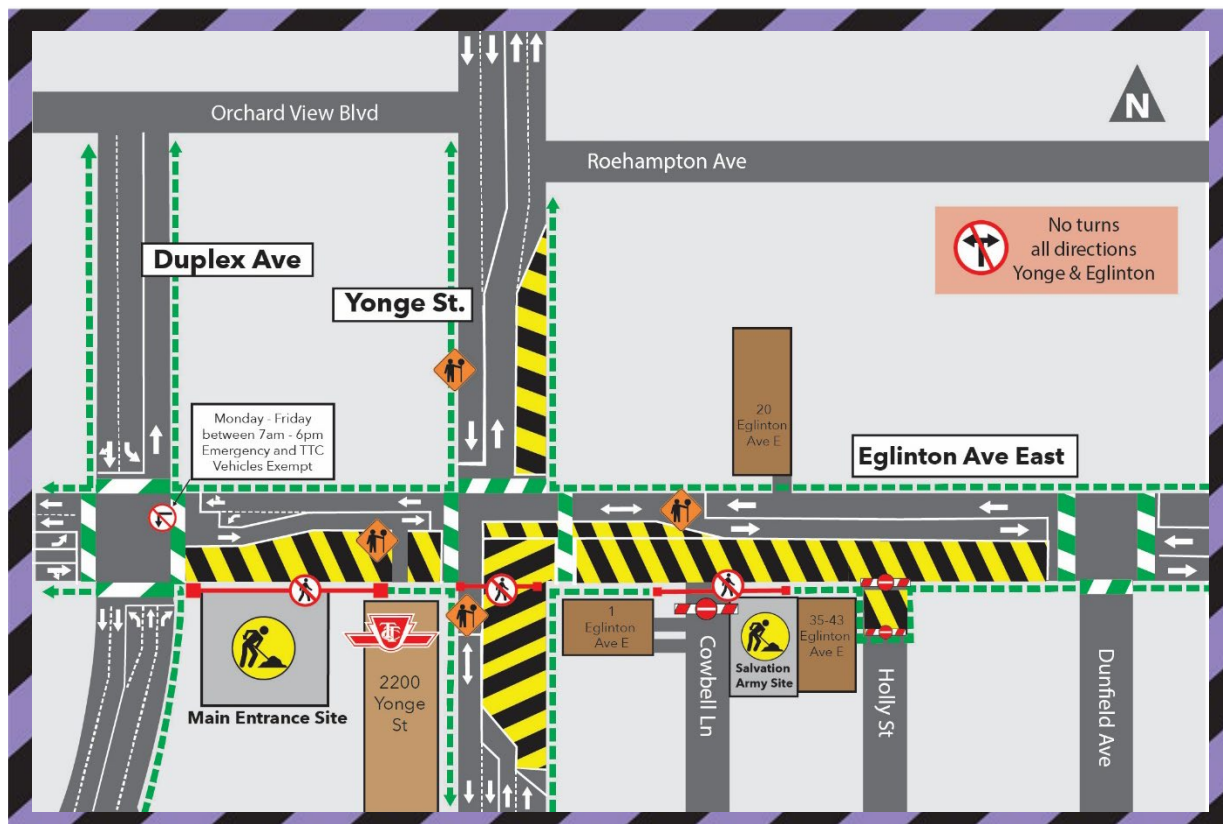 Orchard View Blvd
N
Roehampton Ave
No turns
all directions
Yonge & Eglinton
Duplex Ave
Yonge St.
20
Eglinton
Ave E
Monday - Friday
between 7am - 6pm
Emergency and TTC
Vehicles Exempt
Eglinton Ave East
1
Eglinton
Ave E
35-43
Eglinton
Ave E
TTC
2200
Yonge
St
Salvation
Army Site
Main Entrance Site
Cowbell Ln
Holly St
Dunfield Ave